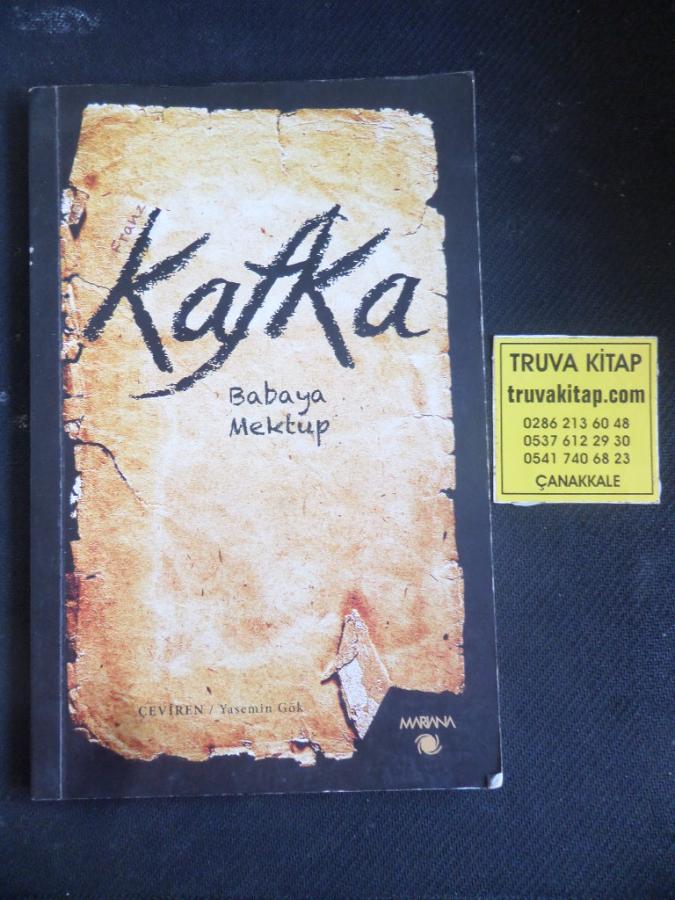 Franz
Kafka
Babaya
Mektup
ÇEVİREN / Yasemin Gök
MARIANA
TRUVA KİTAP
truvakitap.com
0286 213 60 48
0537 612 29 30
0541 740 68 23
ÇANAKKALE